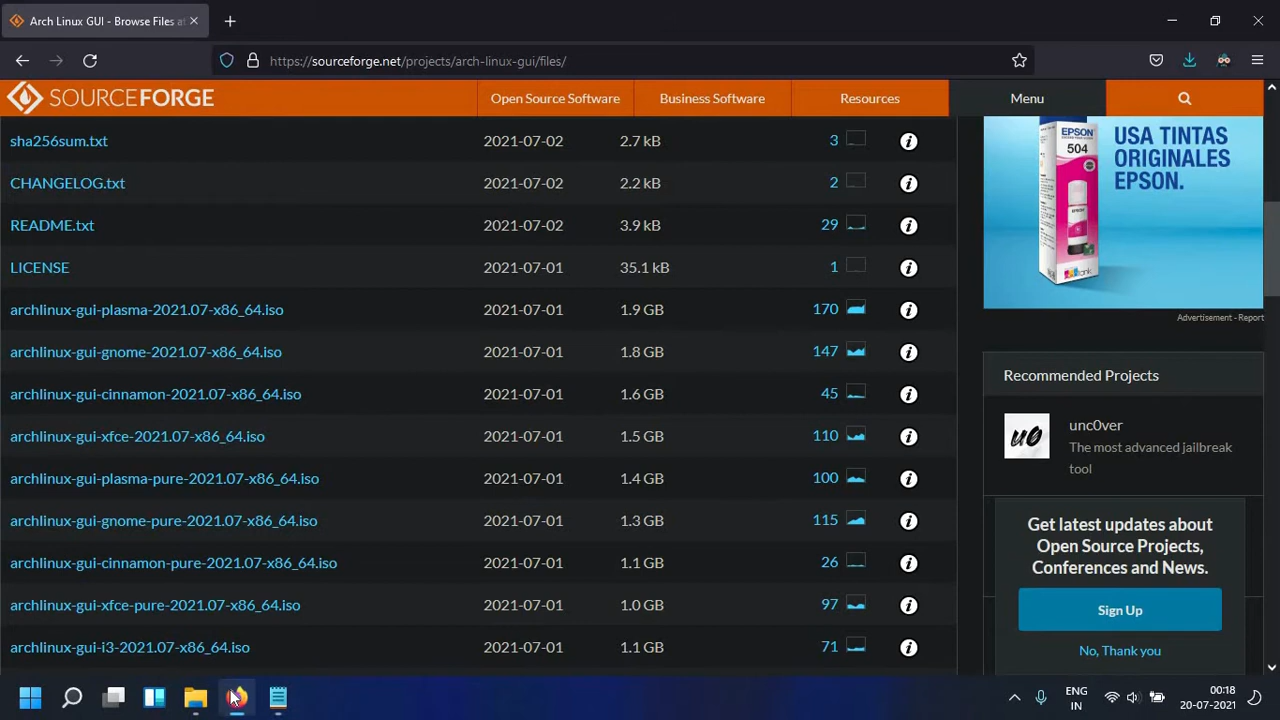 Arch Linux GUI - Browse Files at
https://sourceforge.net/projects/arch-linux-gui/files/
SOURCEFORGE
Open Source Software
Business Software
Resources
Menu
sha256sum.txt 2021-07-02 2.7 kB 3
CHANGELOG.txt 2021-07-02 2.2 kB 2
README.txt 2021-07-02 3.9 kB 29
LICENSE 2021-07-01 35.1 kB 1
archlinux-gui-plasma-2021.07-x86_64.iso 2021-07-01 1.9 GB 170
archlinux-gui-gnome-2021.07-x86_64.iso 2021-07-01 1.8 GB 147
archlinux-gui-cinnamon-2021.07-x86_64.iso 2021-07-01 1.6 GB 45
archlinux-gui-xfce-2021.07-x86_64.iso 2021-07-01 1.5 GB 110
archlinux-gui-plasma-pure-2021.07-x86_64.iso 2021-07-01 1.4 GB 100
archlinux-gui-gnome-pure-2021.07-x86_64.iso 2021-07-01 1.3 GB 115
archlinux-gui-cinnamon-pure-2021.07-x86_64.iso 2021-07-01 1.1 GB 26
archlinux-gui-xfce-pure-2021.07-x86_64.iso 2021-07-01 1.0 GB 97
archlinux-gui-i3-2021.07-x86_64.iso 2021-07-01 1.1 GB 71
EPSON
504
USA TINTAS
ORIGINALES
EPSON.
Advertisement - Report
Recommended Projects
u0
unc0ver
The most advanced jailbreak
tool
Get latest updates about
Open Source Projects,
Conferences and News.
Sign Up
No, Thank you
ENG
IN
00:18
20-07-2021